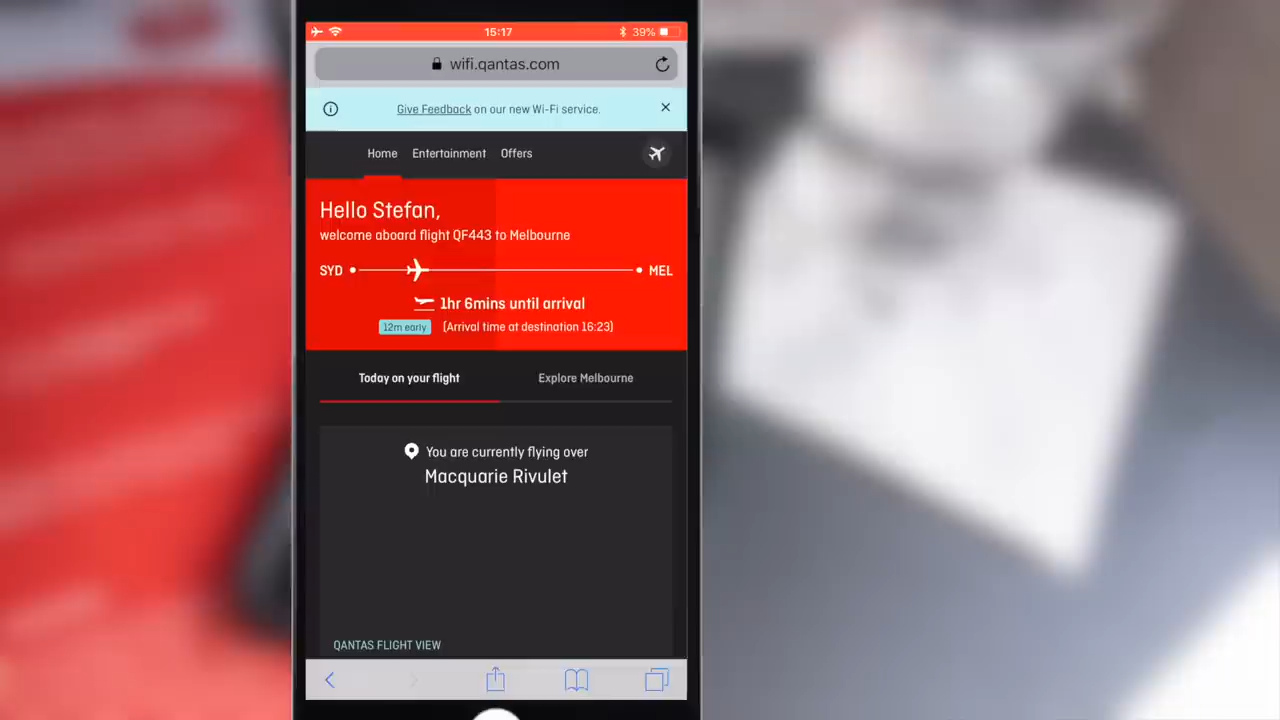 15:17
39%
wifi.qantas.com
Give Feedback on our new Wi-Fi service.
Home Entertainment Offers
Hello Stefan,
welcome aboard flight QF443 to Melbourne
SYD MEL
1hr 6mins until arrival
12m early (Arrival time at destination 16:23)
Today on your flight Explore Melbourne
You are currently flying over
Macquarie Rivulet
QANTAS FLIGHT VIEW